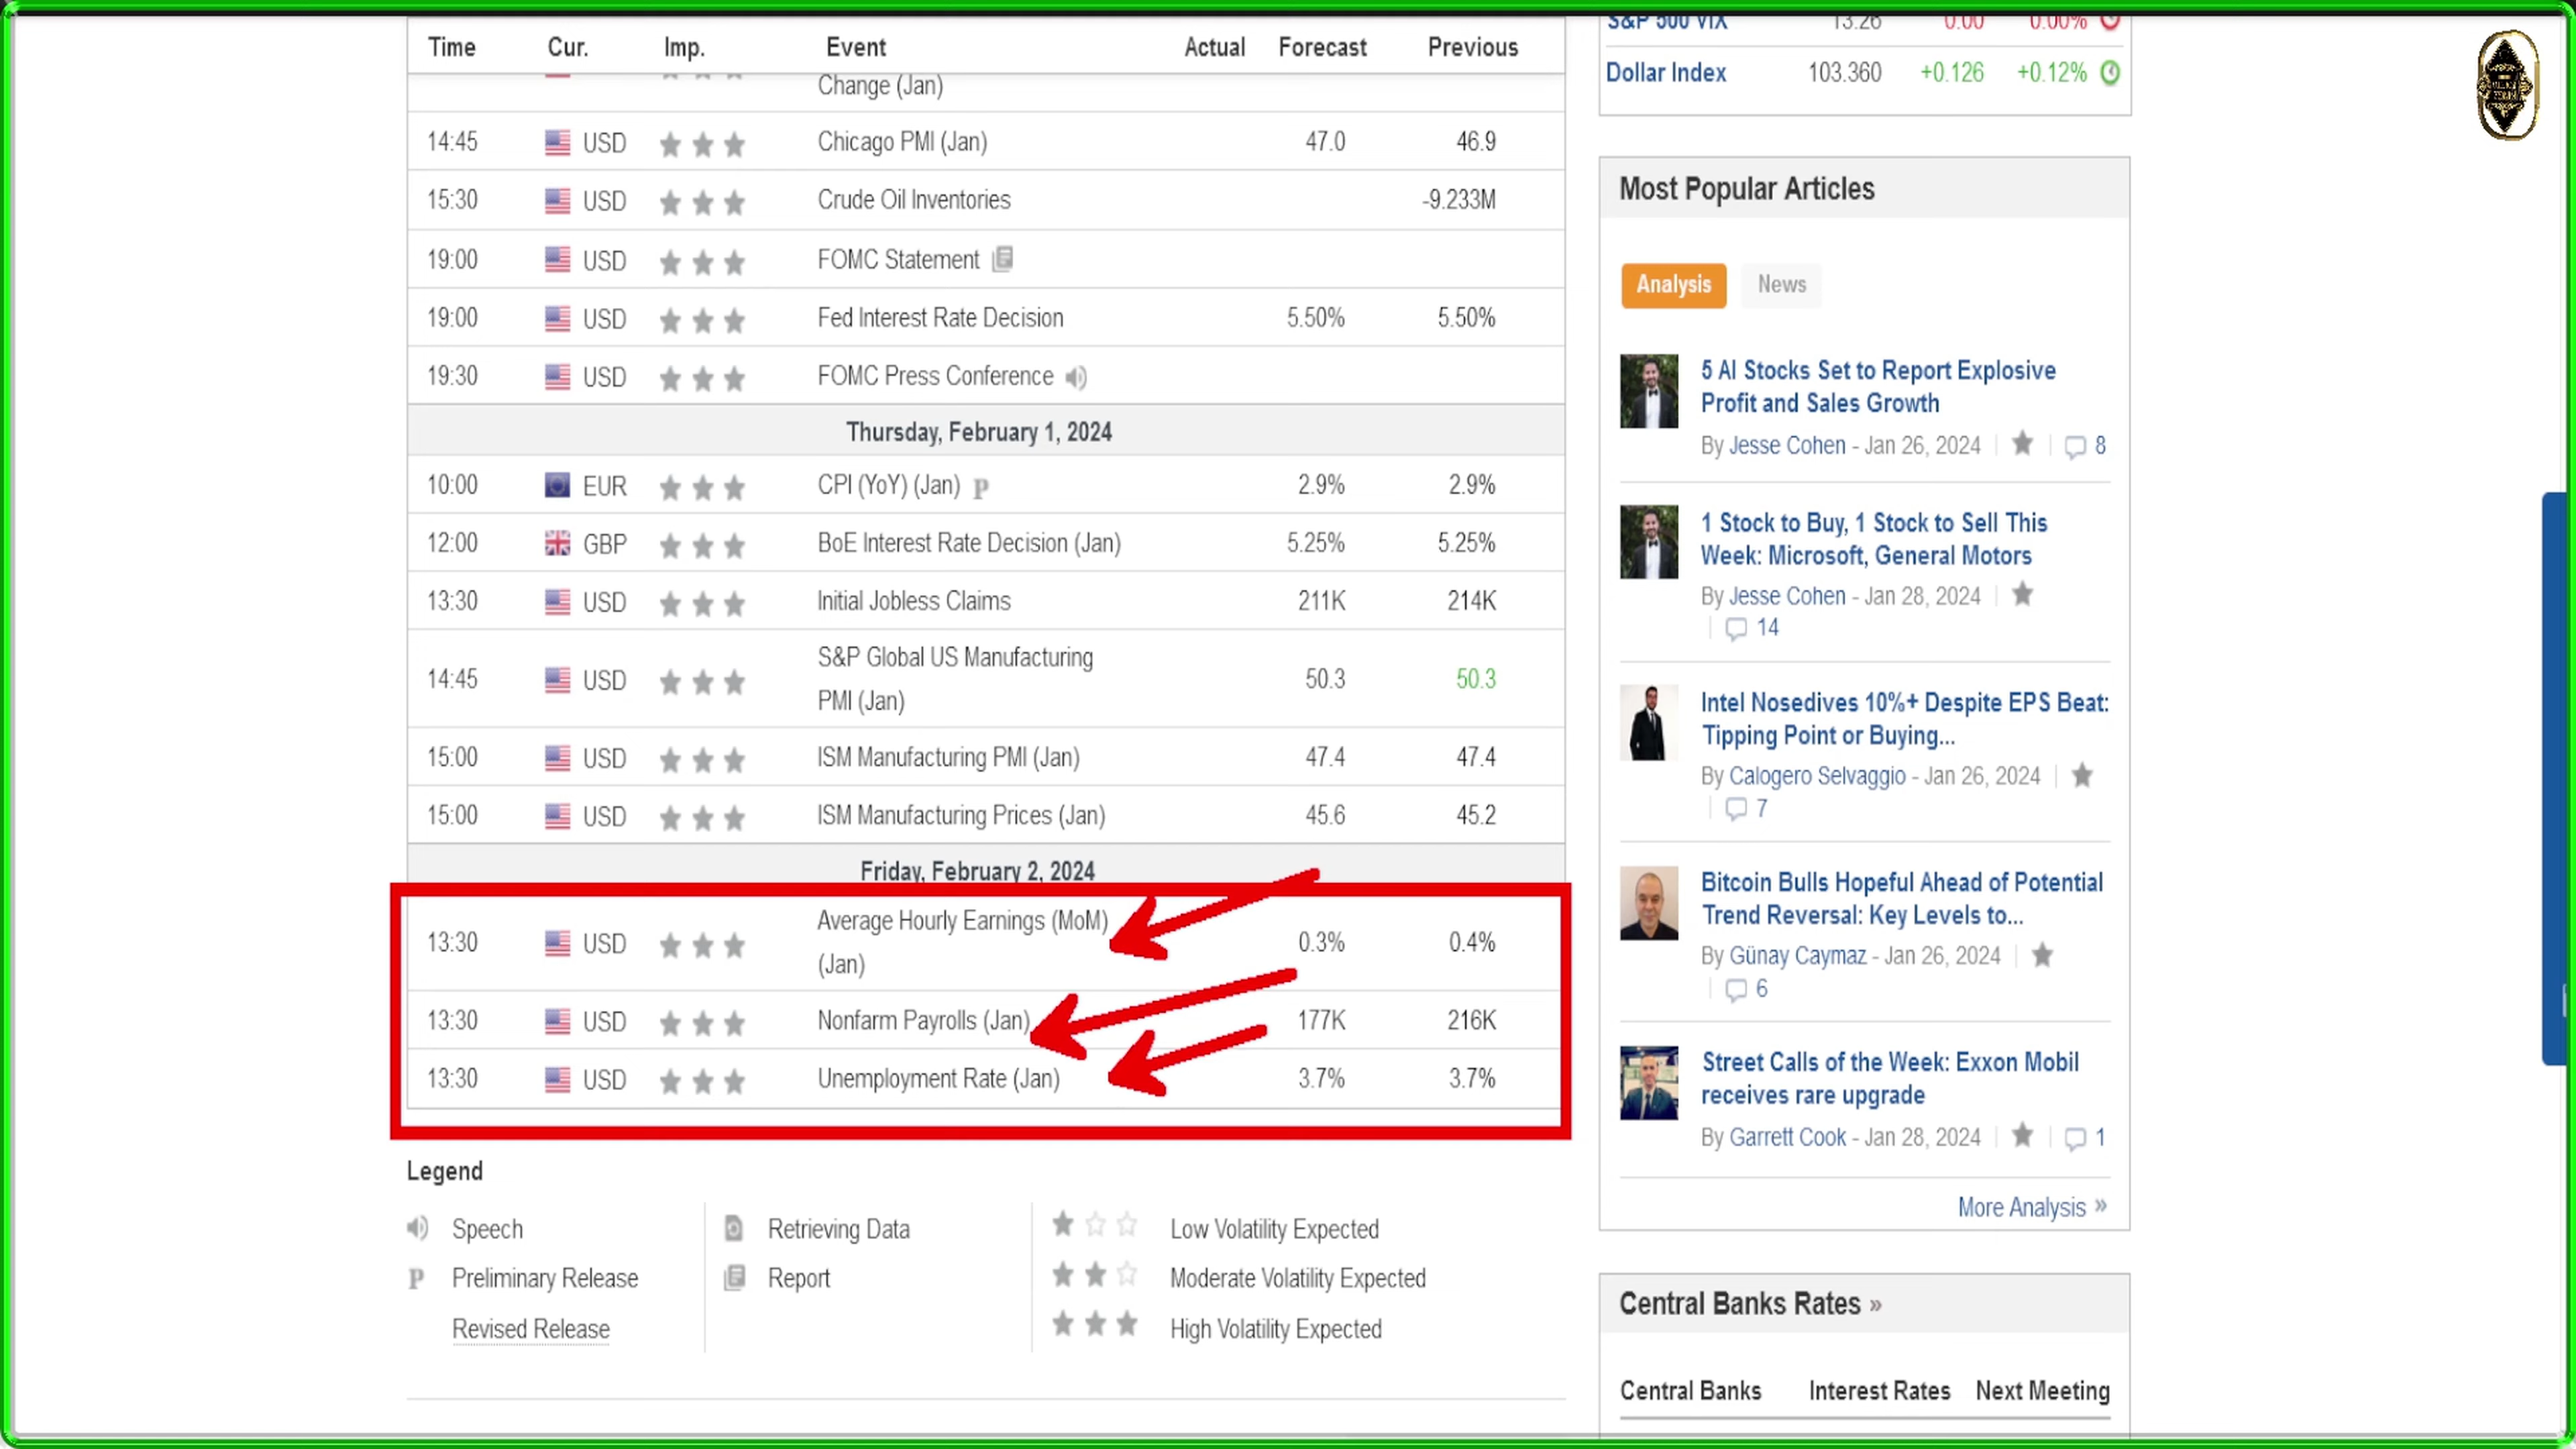 Time Cur. Imp. Event Actual Forecast Previous
Change (Jan)
14:45 USD Chicago PMI (Jan) 47.0 46.9
15:30 USD Crude Oil Inventories -9.233M
19:00 USD FOMC Statement
19:00 USD Fed Interest Rate Decision 5.50% 5.50%
19:30 USD FOMC Press Conference
Thursday, February 1, 2024
10:00 EUR CPI (YoY) (Jan) P 2.9% 2.9%
12:00 GBP BoE Interest Rate Decision (Jan) 5.25% 5.25%
13:30 USD Initial Jobless Claims 211K 214K
S&P Global US Manufacturing
14:45 USD 50.3 50.3
PMI (Jan)
15:00 USD ISM Manufacturing PMI (Jan) 47.4 47.4
15:00 USD ISM Manufacturing Prices (Jan) 45.6 45.2
Friday, February 2, 2024
Average Hourly Earnings (MoM)
13:30 USD 0.3% 0.4%
(Jan)
13:30 USD Nonfarm Payrolls (Jan) 177K 216K
13:30 USD Unemployment Rate (Jan) 3.7% 3.7%
Legend
Speech Retrieving Data Low Volatility Expected
P Preliminary Release Report Moderate Volatility Expected
Revised Release High Volatility Expected
S&P 500 VIX 13.26 0.00 0.00%
Dollar Index 103.360 +0.126 +0.12%
Most Popular Articles
Analysis News
5 AI Stocks Set to Report Explosive
Profit and Sales Growth
By Jesse Cohen - Jan 26, 2024 8
1 Stock to Buy, 1 Stock to Sell This
Week: Microsoft, General Motors
By Jesse Cohen - Jan 28, 2024
14
Intel Nosedives 10%+ Despite EPS Beat:
Tipping Point or Buying...
By Calogero Selvaggio - Jan 26, 2024
7
Bitcoin Bulls Hopeful Ahead of Potential
Trend Reversal: Key Levels to...
By Günay Caymaz - Jan 26, 2024
6
Street Calls of the Week: Exxon Mobil
receives rare upgrade
By Garrett Cook - Jan 28, 2024 1
More Analysis »
Central Banks Rates »
Central Banks Interest Rates Next Meeting